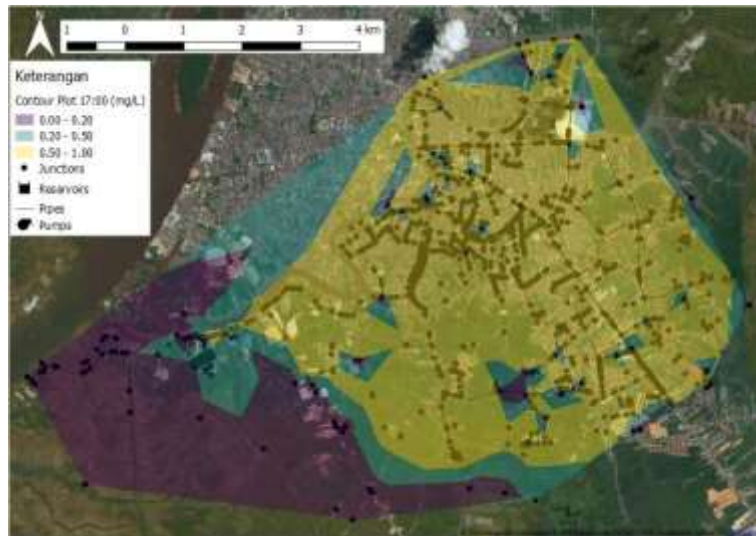 N
1 0 1 2 3 4 km
Keterangan
Contour Plot 17:00 (mg/L)
0.00 - 0.20
0.20 - 0.50
0.50 - 1.00
Junctions
Reservoirs
Pipes
Pumps